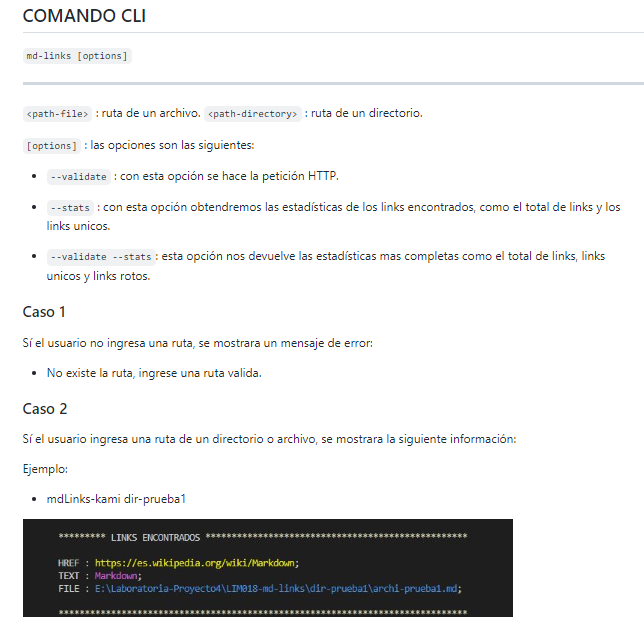 COMANDO CLI
md-links [options]
<path-file> : ruta de un archivo. <path-directory> : ruta de un directorio.
[options] : las opciones son las siguientes:
• --validate : con esta opción se hace la petición HTTP.
• --stats : con esta opción obtendremos las estadísticas de los links encontrados, como el total de links y los
links unicos.
• --validate --stats : esta opción nos devuelve las estadísticas mas completas como el total de links, links
unicos y links rotos.
Caso 1
Sí el usuario no ingresa una ruta, se mostrara un mensaje de error:
• No existe la ruta, ingrese una ruta valida.
Caso 2
Sí el usuario ingresa una ruta de un directorio o archivo, se mostrara la siguiente información:
Ejemplo:
• mdLinks-kami dir-prueba1
********* LINKS ENCONTRADOS **************************************************
HREF : https://es.wikipedia.org/wiki/Markdown;
TEXT : Markdown;
FILE : E:\Laboratoria-Proyecto4\LIM018-md-links\dir-prueba1\archi-prueba1.md;
******************************************************************************